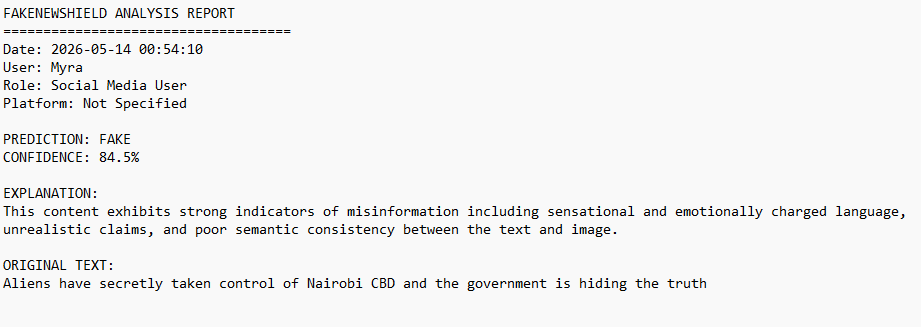 FAKENEWSHIELD ANALYSIS REPORT
====================================
Date: 2026-05-14 00:54:10
User: Myra
Role: Social Media User
Platform: Not Specified
PREDICTION: FAKE
CONFIDENCE: 84.5%
EXPLANATION:
This content exhibits strong indicators of misinformation including sensational and emotionally charged language,
unrealistic claims, and poor semantic consistency between the text and image.
ORIGINAL TEXT:
Aliens have secretly taken control of Nairobi CBD and the government is hiding the truth